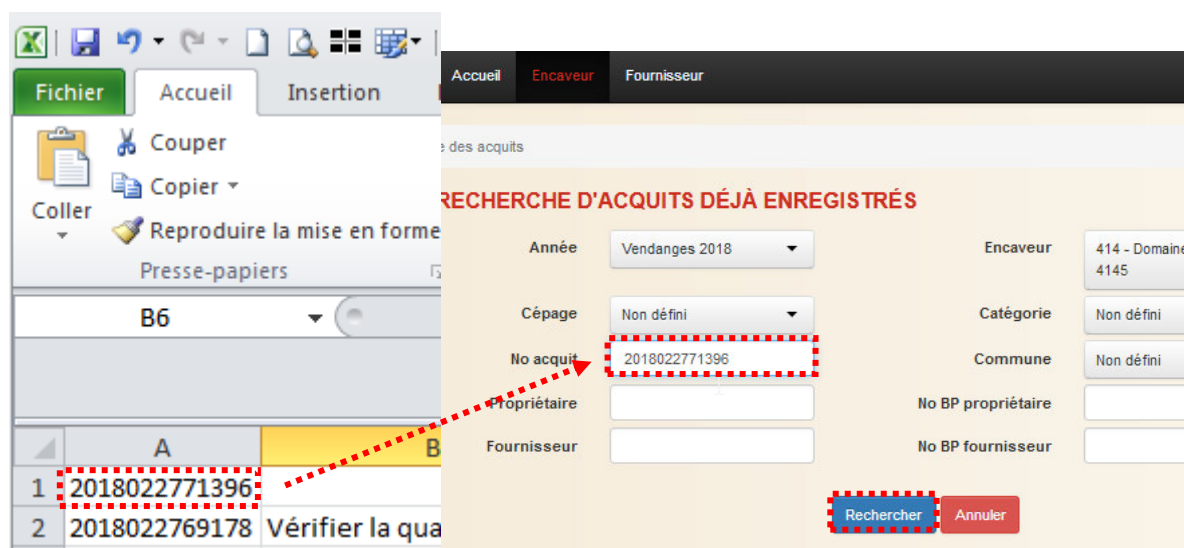 Fichier Accueil Insertion
Couper
Copier
Coller
Reproduire la mise en forme
Presse-papiers
B6
A B
1 2018022771396
2 2018022769178 Vérifier la qua
Accueil Encaveur Fournisseur
des acquits
RECHERCHE D'ACQUITS DÉJÀ ENREGISTRÉS
Année Vendanges 2018 Encaveur 414 - Domaine
4145
Cépage Non défini Catégorie Non défini
No acquit 2018022771396 Commune Non défini
Propriétaire No BP propriétaire
Fournisseur No BP fournisseur
Rechercher Annuler